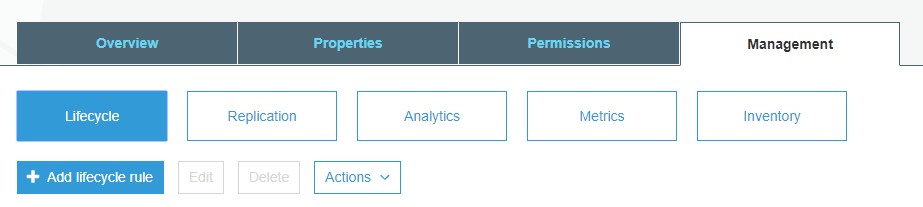 Overview Properties Permissions Management
Lifecycle Replication Analytics Metrics Inventory
Add lifecycle rule Edit Delete Actions